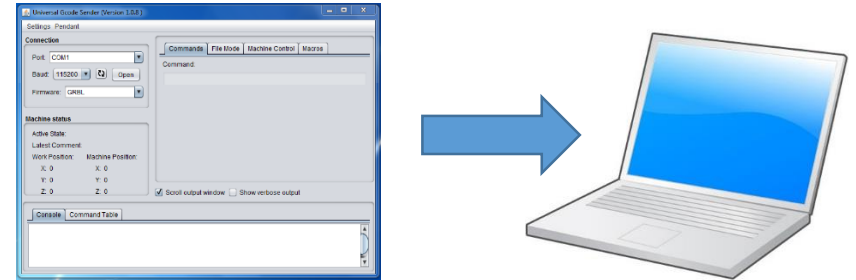 Universal Gcode Sender (Version 1.0.8)
Settings Pendant
Connection
Port: COM1
Baud: 115200 Open
Firmware: GRBL
Commands File Mode Machine Control Macros
Command:
Machine status
Active State:
Latest Comment:
Work Position: Machine Position:
X: 0 X: 0
Y: 0 Y: 0
Z: 0 Z: 0
Scroll output window Show verbose output
Console Command Table